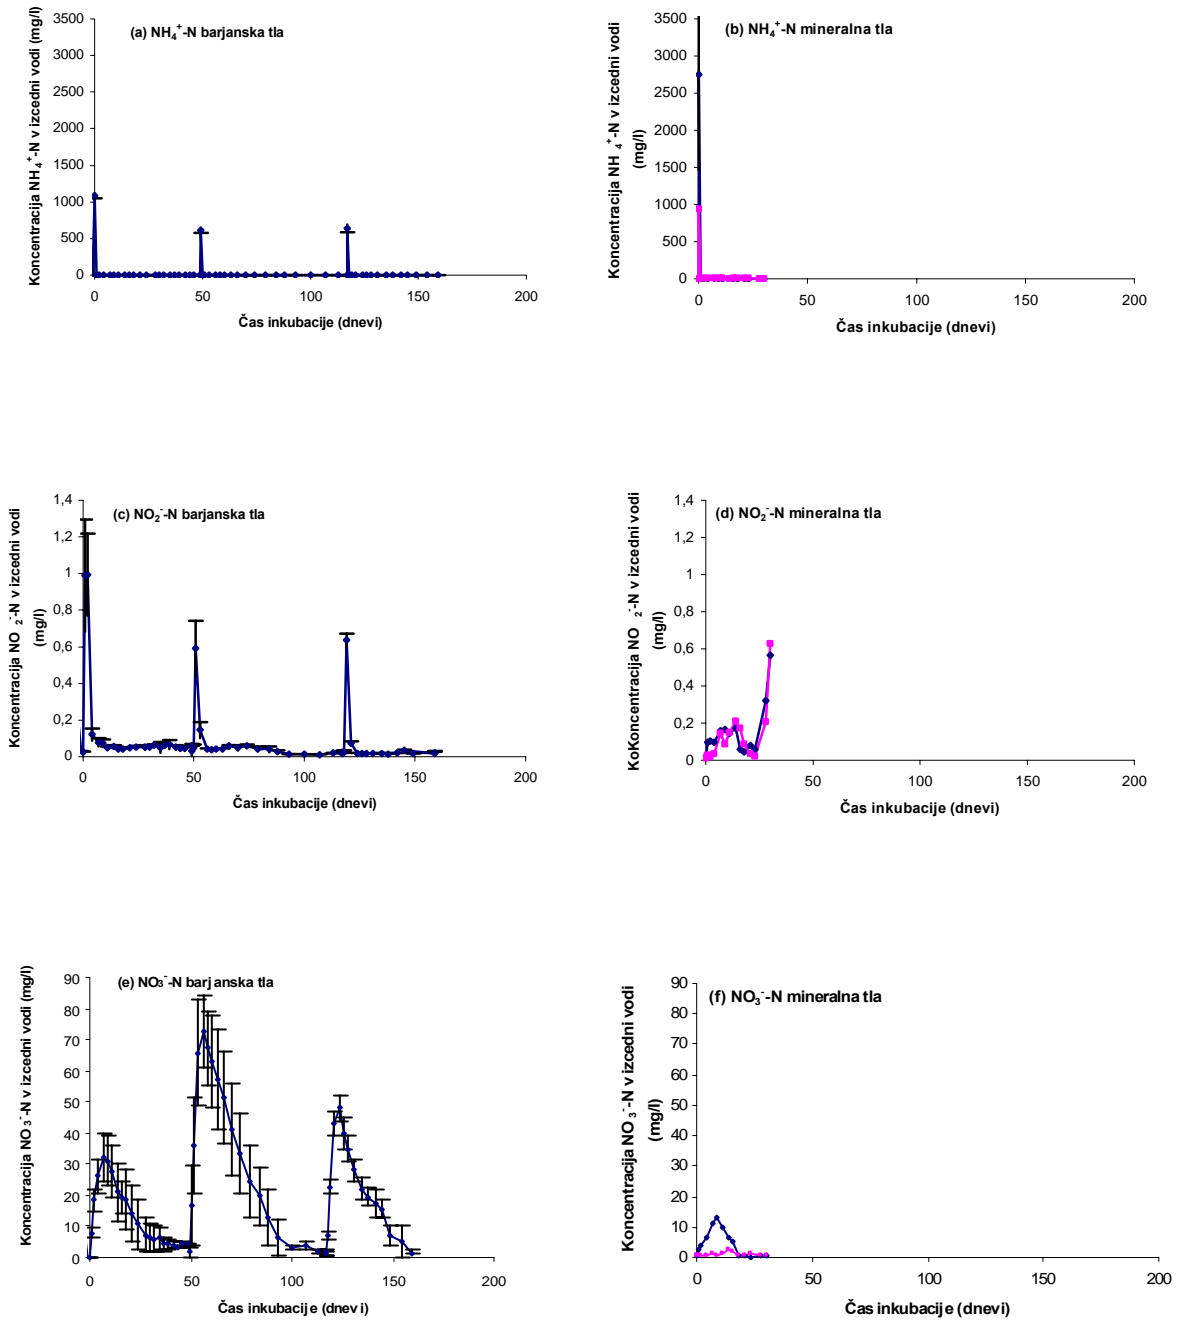 (a) NH₄⁺-N barjanska tla
Koncentracija NH₄⁺-N v izcedni vodi (mg/l)
3500
3000
2500
2000
1500
1000
500
0
0 50 100 150 200
Čas inkubacije (dnevi)
(b) NH₄⁺-N mineralna tla
Koncentracija NH ₄⁺-N v izcedni vodi
(mg/l)
3500
3000
2500
2000
1500
1000
500
0
0 50 100 150 200
Čas inkubacije (dnevi)
(c) NO₂⁻-N barjanska tla
Koncentracija NO ₂⁻-N v izcedni vodi
(mg/l)
1,4
1,2
1
0,8
0,6
0,4
0,2
0
0 50 100 150 200
Čas inkubacije (dnevi)
(d) NO₂⁻-N mineralna tla
KoKoncentracija NO ₂⁻-N v izcedni vodi
(mg/l)
1,4
1,2
1
0,8
0,6
0,4
0,2
0
0 50 100 150 200
Čas inkubacije (dnevi)
(e) NO₃⁻-N barjanska tla
Koncentracija NO₃⁻-N v izcedni vodi (mg/l)
90
80
70
60
50
40
30
20
10
0
0 50 100 150 200
Čas inkubacije (dnevi)
(f) NO₃⁻-N mineralna tla
Koncentracija NO ₃⁻-N v izcedni vodi
(mg/l)
90
80
70
60
50
40
30
20
10
0
0 50 100 150 200
Čas inkubacije (dnevi)